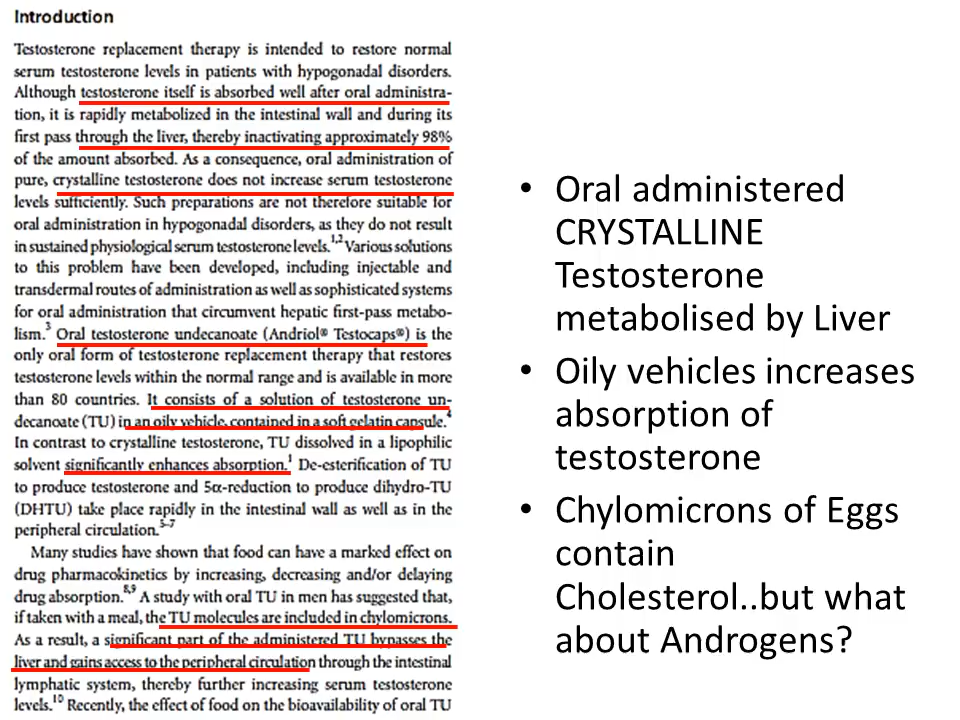 Introduction
Testosterone replacement therapy is intended to restore normal
serum testosterone levels in patients with hypogonadal disorders.
Although testosterone itself is absorbed well after oral administra-
tion, it is rapidly metabolized in the intestinal wall and during its
first pass through the liver, thereby inactivating approximately 98%
of the amount absorbed. As a consequence, oral administration of
pure, crystalline testosterone does not increase serum testosterone
levels sufficiently. Such preparations are not therefore suitable for
oral administration in hypogonadal disorders, as they do not result
in sustained physiological serum testosterone levels.1,2 Various solutions
to this problem have been developed, including injectable and
transdermal routes of administration as well as sophisticated systems
for oral administration that circumvent hepatic first-pass metabo-
lism.3 Oral testosterone undecanoate (Andriol® Testocaps®) is the
only oral form of testosterone replacement therapy that restores
testosterone levels within the normal range and is available in more
than 80 countries. It consists of a solution of testosterone un-
decanoate (TU) in an oily vehicle, contained in a soft gelatin capsule.4
In contrast to crystalline testosterone, TU dissolved in a lipophilic
solvent significantly enhances absorption.1 De-esterification of TU
to produce testosterone and 5α-reduction to produce dihydro-TU
(DHTU) take place rapidly in the intestinal wall as well as in the
peripheral circulation.5–7
Many studies have shown that food can have a marked effect on
drug pharmacokinetics by increasing, decreasing and/or delaying
drug absorption.8,9 A study with oral TU in men has suggested that,
if taken with a meal, the TU molecules are included in chylomicrons.
As a result, a significant part of the administered TU bypasses the
liver and gains access to the peripheral circulation through the intestinal
lymphatic system, thereby further increasing serum testosterone
levels.10 Recently, the effect of food on the bioavailability of oral TU
• Oral administered
CRYSTALLINE
Testosterone
metabolised by Liver
• Oily vehicles increases
absorption of
testosterone
• Chylomicrons of Eggs
contain
Cholesterol..but what
about Androgens?